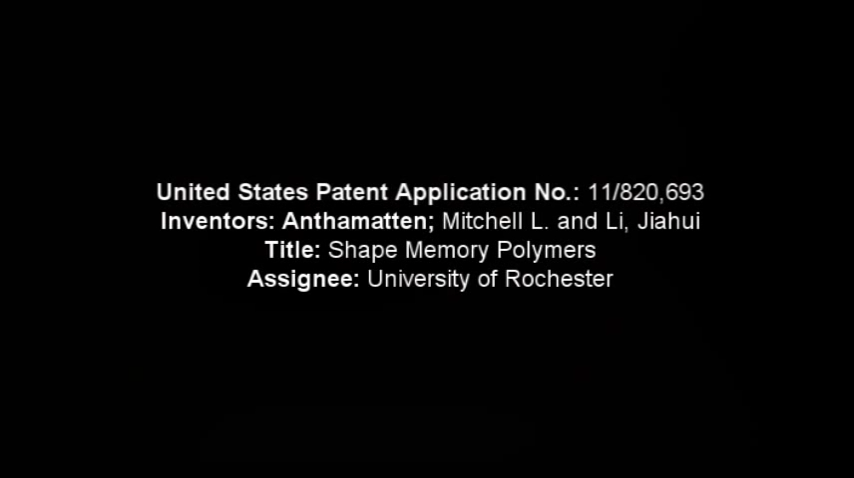 United States Patent Application No.: 11/820,693
Inventors: Anthamatten; Mitchell L. and Li, Jiahui
Title: Shape Memory Polymers
Assignee: University of Rochester